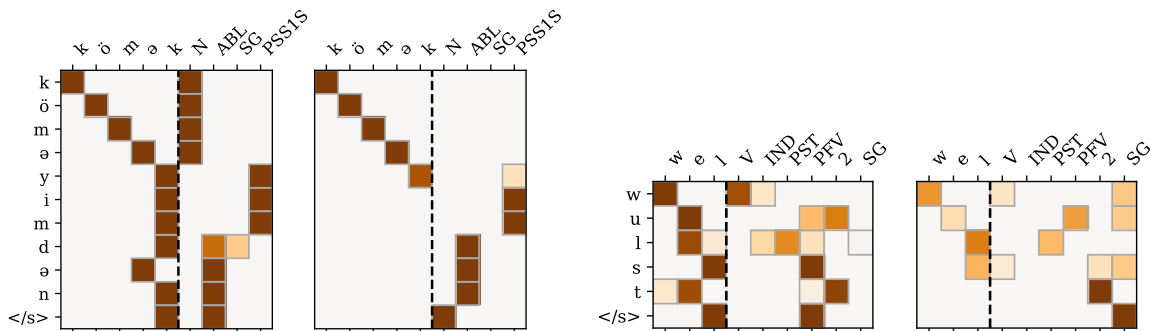 k ö m ə k N ABL SG PSS1S
k ö m ə k N ABL SG PSS1S
k
ö
m
ə
y
i
m
d
ə
n
</s>
w e l V IND PST PFV 2 SG
w e l V IND PST PFV 2 SG
w
u
l
s
t
</s>